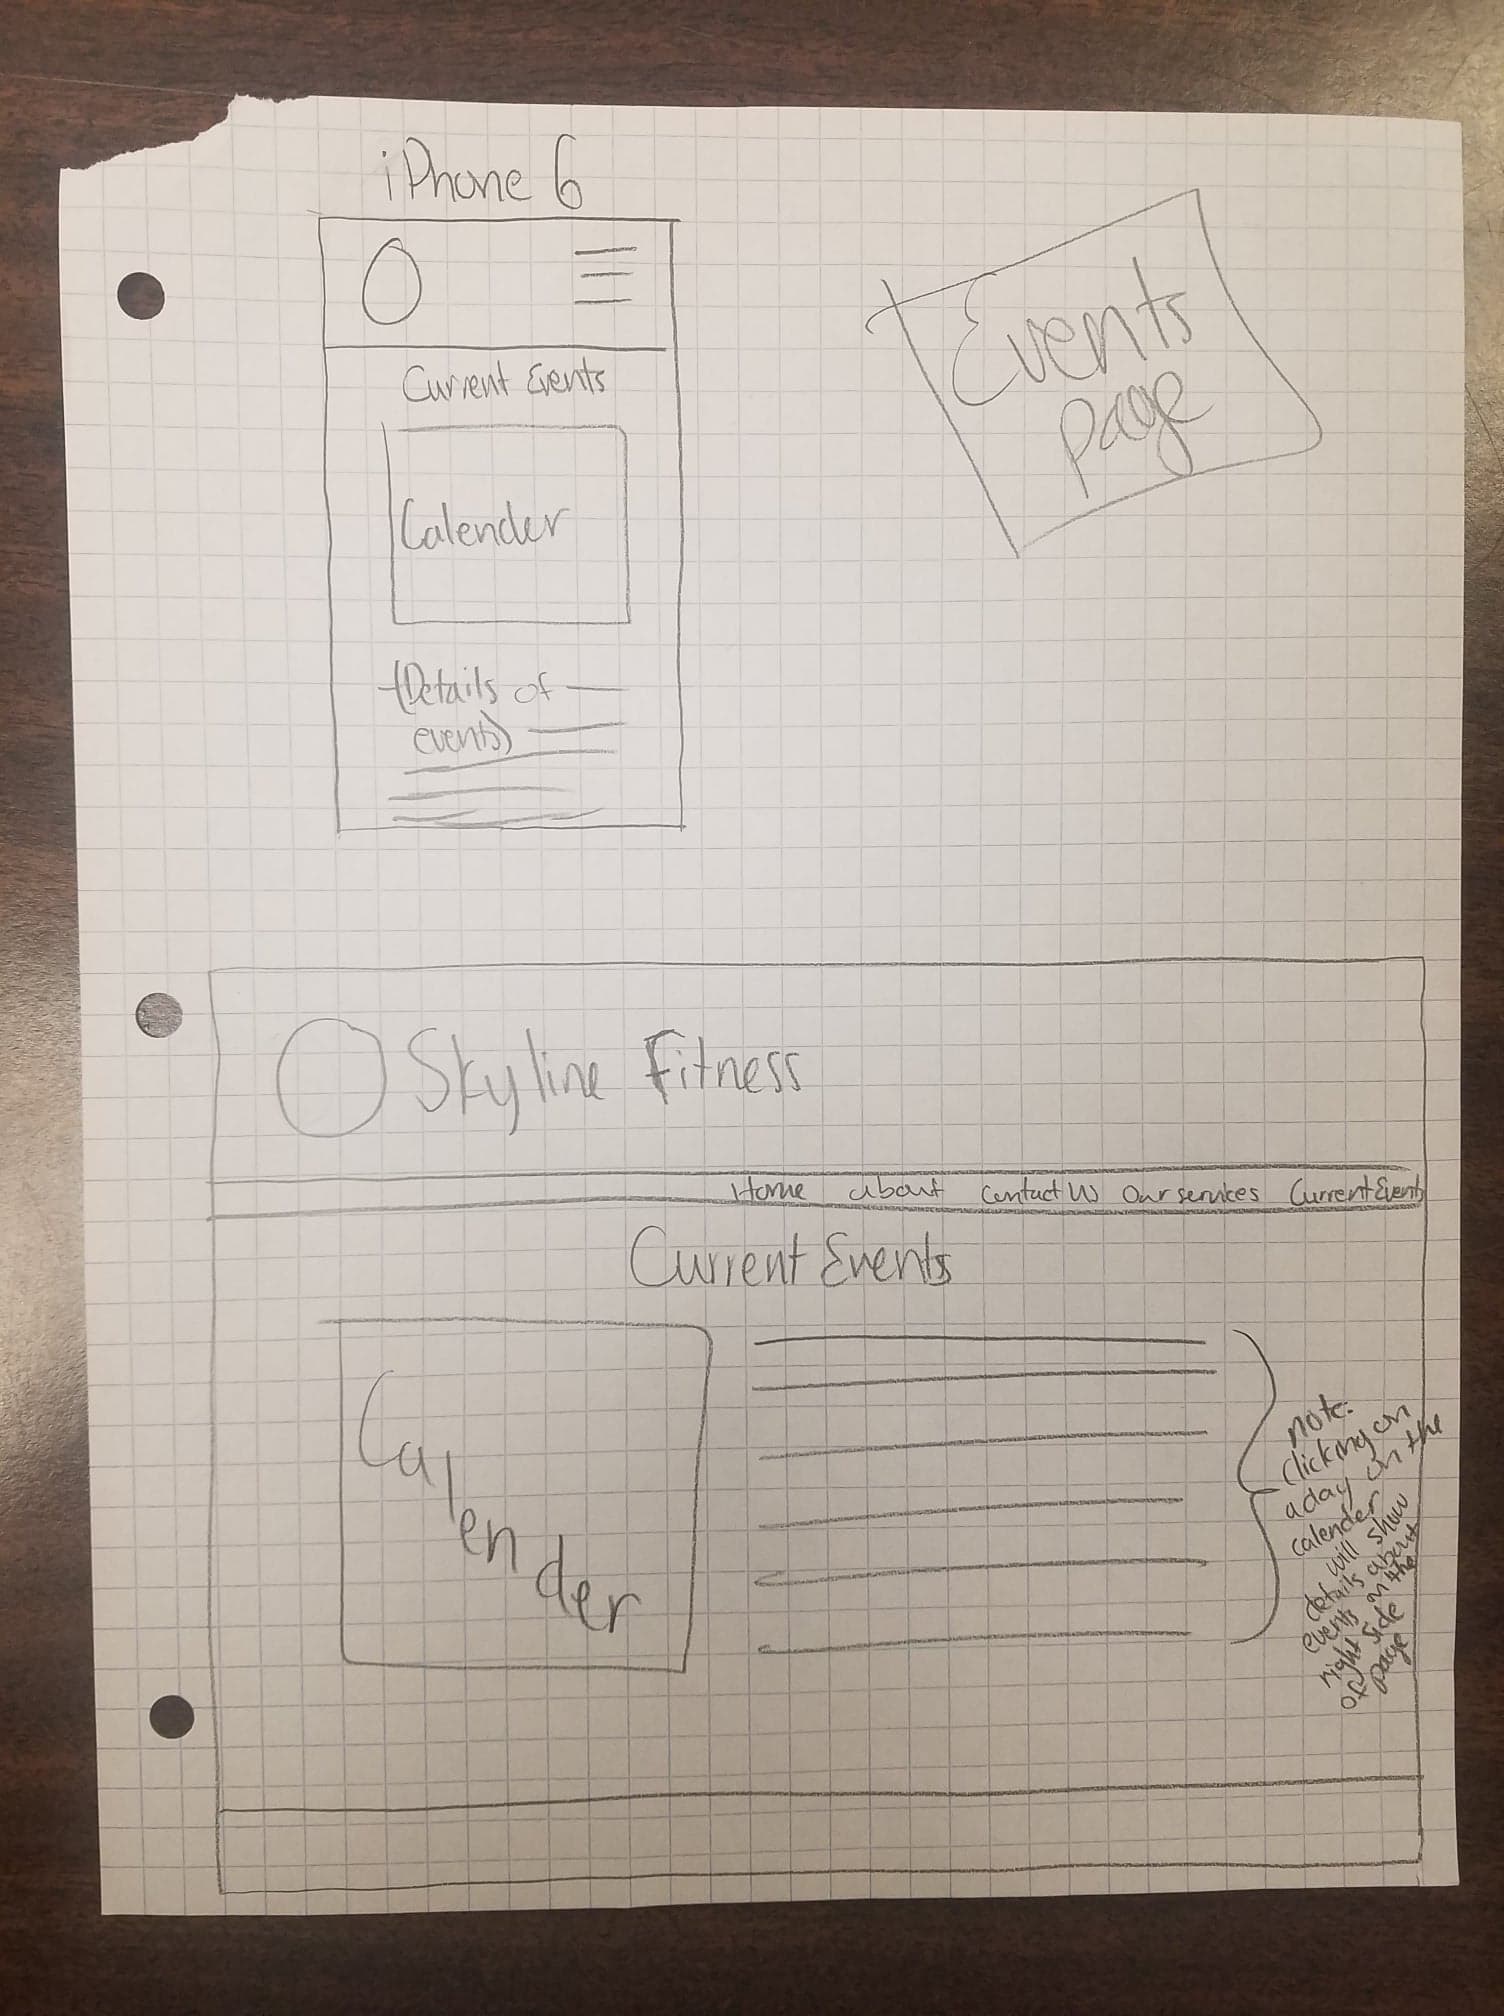 iPhone 6
Events
page
Current Events
Calender
(Details of
events)
Skyline Fitness
Home about Contact Us Our services Current Events
Current Events
Calender
note:
clicking on
a day on the
calender
will show
details about
events on the
right side
of page